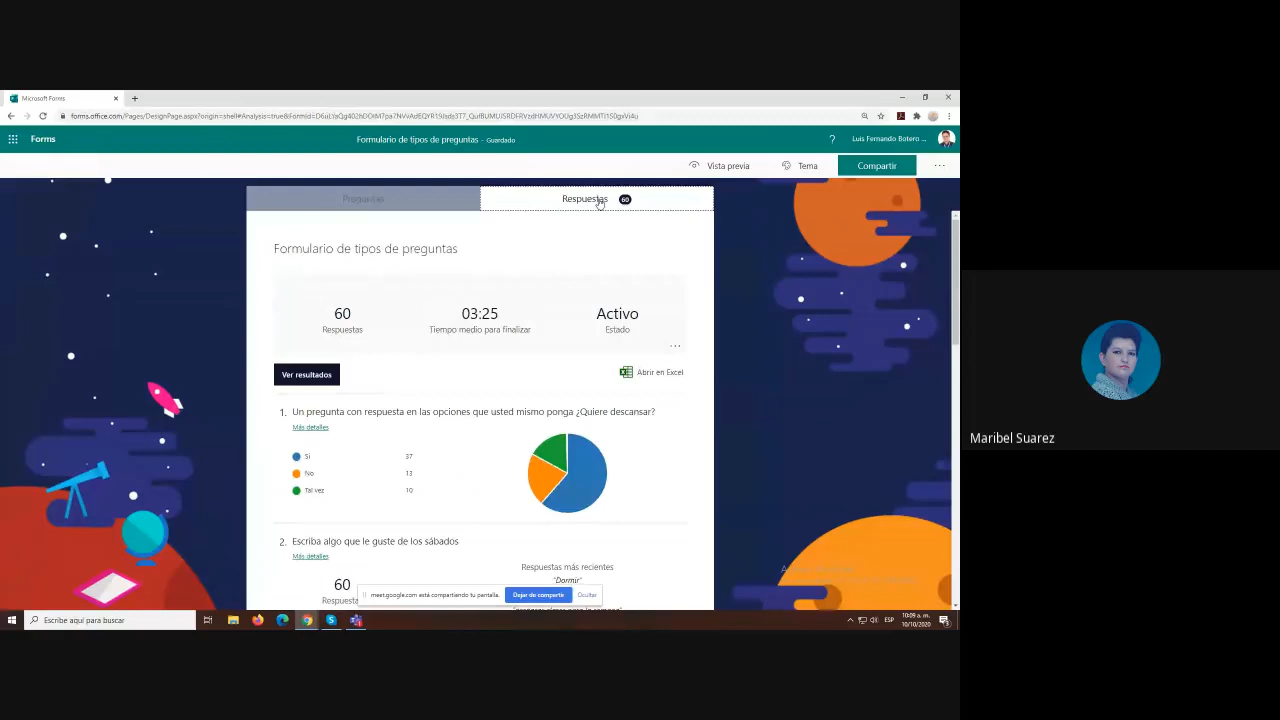 Microsoft Forms
Forms
Formulario de tipos de preguntas - Guardado
?
Luis Fernando Botero ...
Vista previa
Tema
Compartir
...
Preguntas
Respuestas 60
Formulario de tipos de preguntas
60
Respuestas
03:25
Tiempo medio para finalizar
Activo
Estado
...
Ver resultados
Abrir en Excel
1. Un pregunta con respuesta en las opciones que usted mismo ponga ¿Quiere descansar?
Más detalles
Sí 37
No 13
Tal vez 10
2. Escriba algo que le guste de los sábados
Más detalles
60
Respuesta
Respuestas más recientes
"Dormir"
meet.google.com está compartiendo tu pantalla.
Dejar de compartir
Ocultar
Escribe aquí para buscar
ESP
10:09 a. m.
10/10/2020
Maribel Suarez